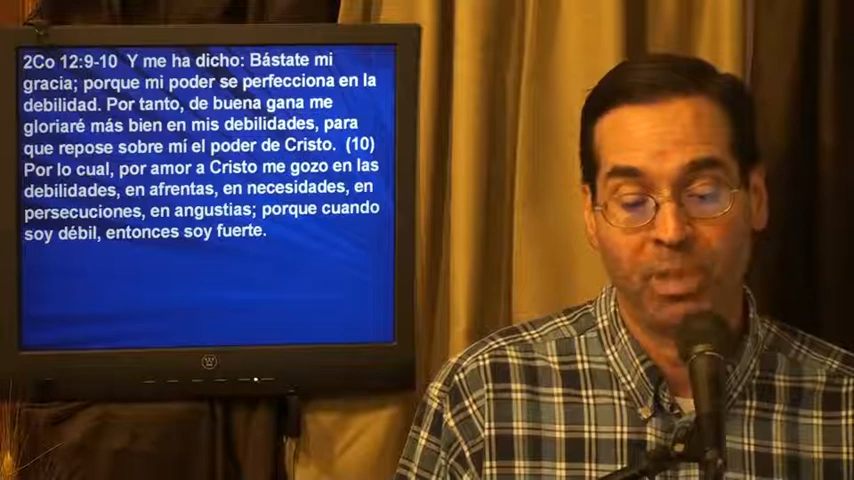 2Co 12:9-10  Y me ha dicho: Bástate mi
gracia; porque mi poder se perfecciona en la
debilidad. Por tanto, de buena gana me
gloriaré más bien en mis debilidades, para
que repose sobre mí el poder de Cristo.  (10)
Por lo cual, por amor a Cristo me gozo en las
debilidades, en afrentas, en necesidades, en
persecuciones, en angustias; porque cuando
soy débil, entonces soy fuerte.